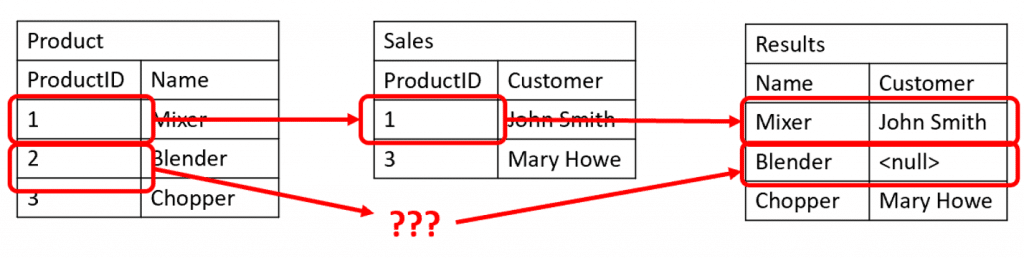 Product
ProductID Name
1 Mixer
2 Blender
3 Chopper
Sales
ProductID Customer
1 John Smith
3 Mary Howe
???
Results
Name Customer
Mixer John Smith
Blender <null>
Chopper Mary Howe